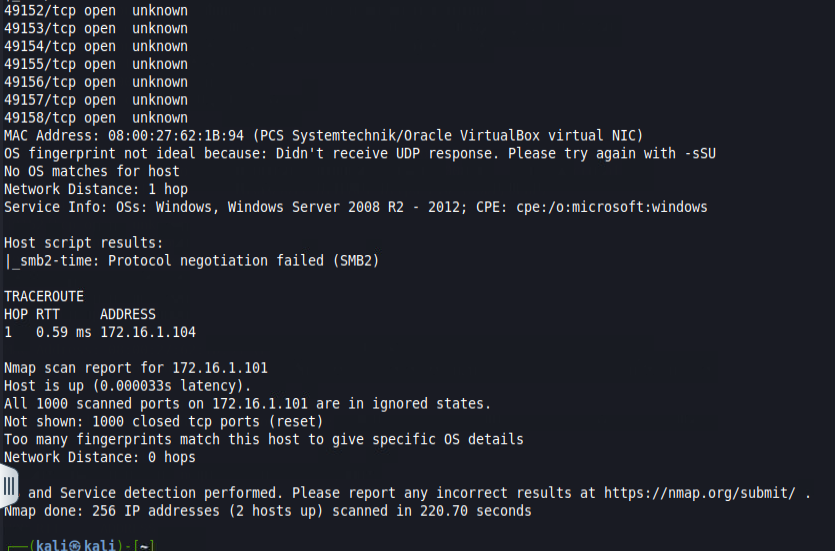 49152/tcp open  unknown
49153/tcp open  unknown
49154/tcp open  unknown
49155/tcp open  unknown
49156/tcp open  unknown
49157/tcp open  unknown
49158/tcp open  unknown
MAC Address: 08:00:27:62:1B:94 (PCS Systemtechnik/Oracle VirtualBox virtual NIC)
OS fingerprint not ideal because: Didn't receive UDP response. Please try again with -sSU
No OS matches for host
Network Distance: 1 hop
Service Info: OSs: Windows, Windows Server 2008 R2 - 2012; CPE: cpe:/o:microsoft:windows

Host script results:
|_smb2-time: Protocol negotiation failed (SMB2)

TRACEROUTE
HOP RTT     ADDRESS
1   0.59 ms 172.16.1.104

Nmap scan report for 172.16.1.101
Host is up (0.000033s latency).
All 1000 scanned ports on 172.16.1.101 are in ignored states.
Not shown: 1000 closed tcp ports (reset)
Too many fingerprints match this host to give specific OS details
Network Distance: 0 hops

and Service detection performed. Please report any incorrect results at https://nmap.org/submit/ .
Nmap done: 256 IP addresses (2 hosts up) scanned in 220.70 seconds

┌──(kali㉿kali)-[~]